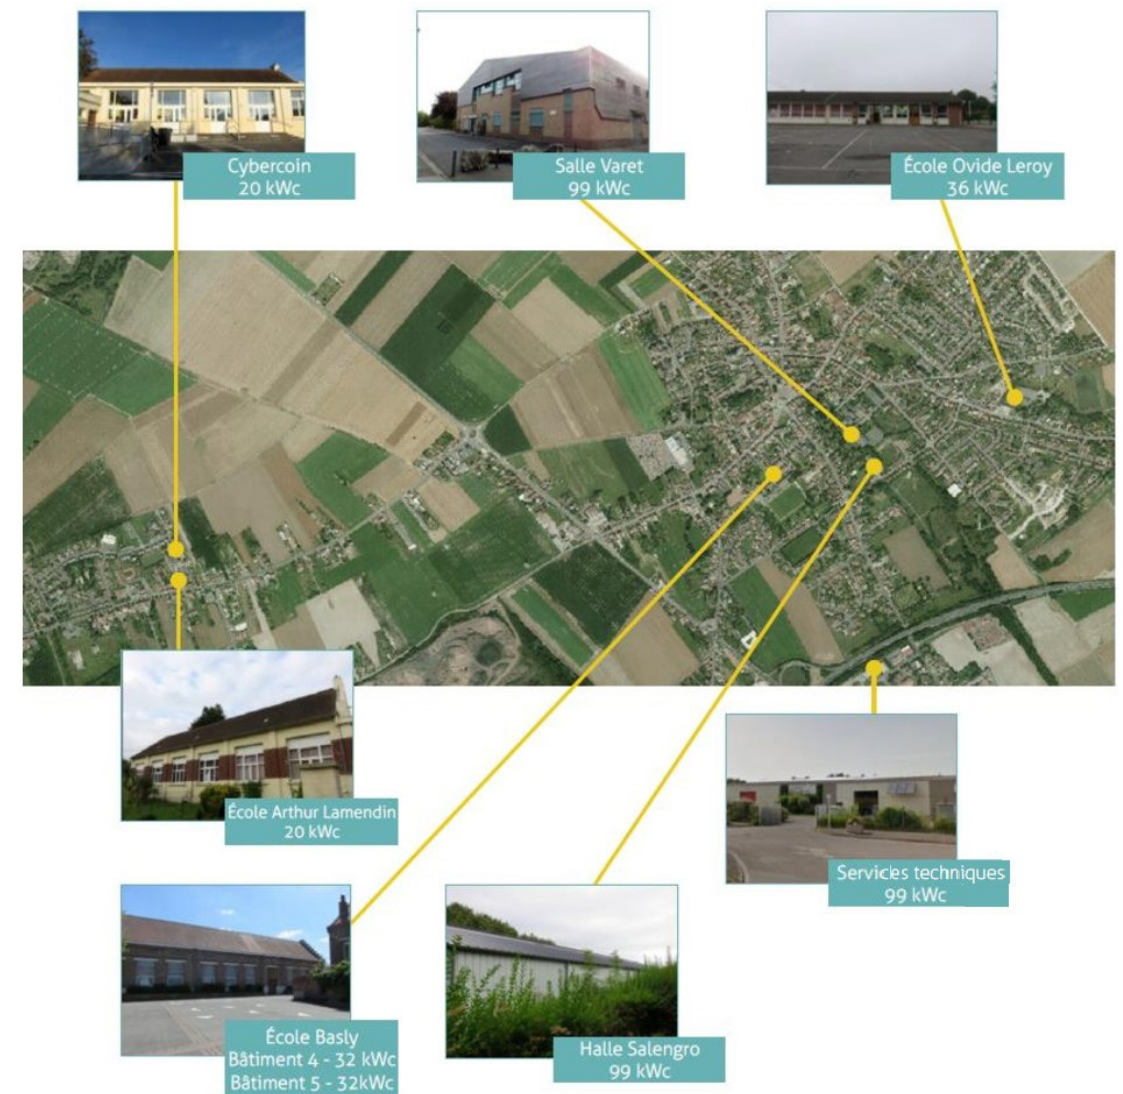 Cybercoin
20 kWc
Salle Varet
99 kWc
École Ovide Leroy
36 kWc
École Arthur Lamendin
20 kWc
Services techniques
99 kWc
École Basly
Bâtiment 4 - 32 kWc
Bâtiment 5 - 32kWc
Halle Salengro
99 kWc